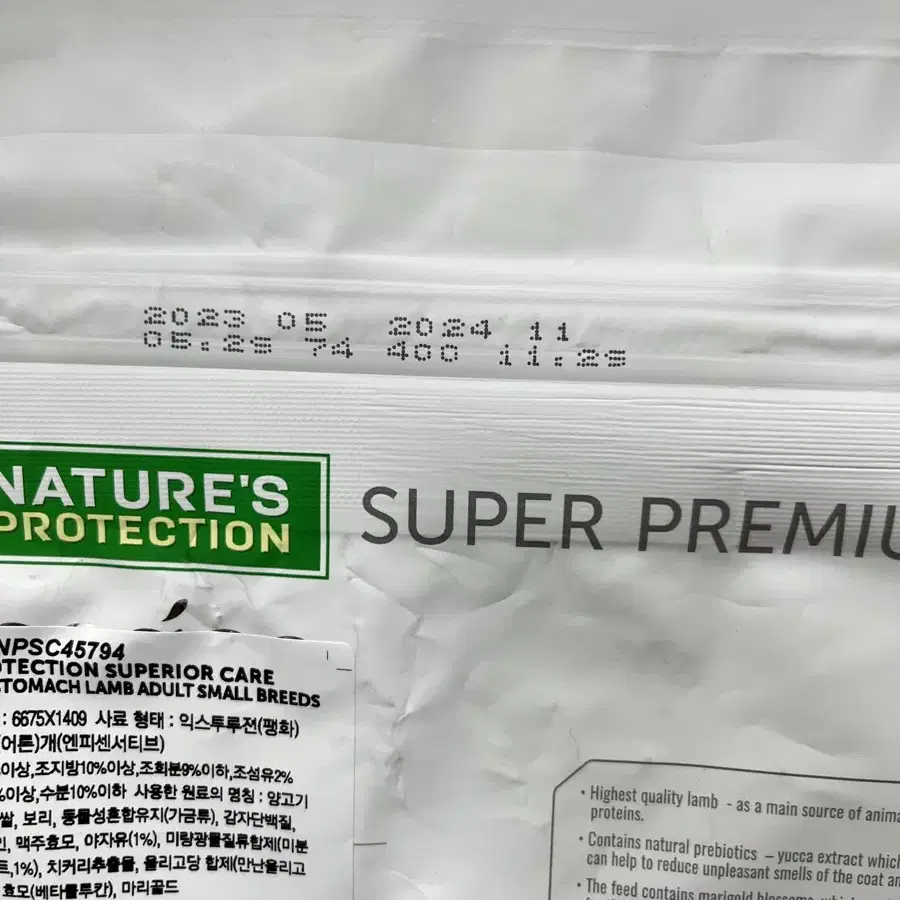 2023 05 2024 11
05:25 74 400 11:25
NATURE'S
PROTECTION
SUPER PREMIU
NPSC45794
OTECTION SUPERIOR CARE
STOMACH LAMB ADULT SMALL BREEDS
: 6675X1409 사료 형태 : 익스투루젼(팽화)
(어튼)개(엔피센서티브)
이상,조지방10%이상,조회분9%이하,조섬유2%
%이상,수분10%이하 사용한 원료의 명칭 : 양고기
쌀, 보리, 동물성혼합유지(가금류), 감자단백질,
인, 맥주효모, 야자유(1%), 미량광물질류합제(미분
트,1%), 치커리추출물, 올리고당 합제(만난올리고
효모(베타글루칸), 마리골드
• Highest quality lamb - as a main source of anima
proteins.
• Contains natural prebiotics – yucca extract which
can help to reduce unpleasant smells of the coat an
• The feed contains marigold blossoms,